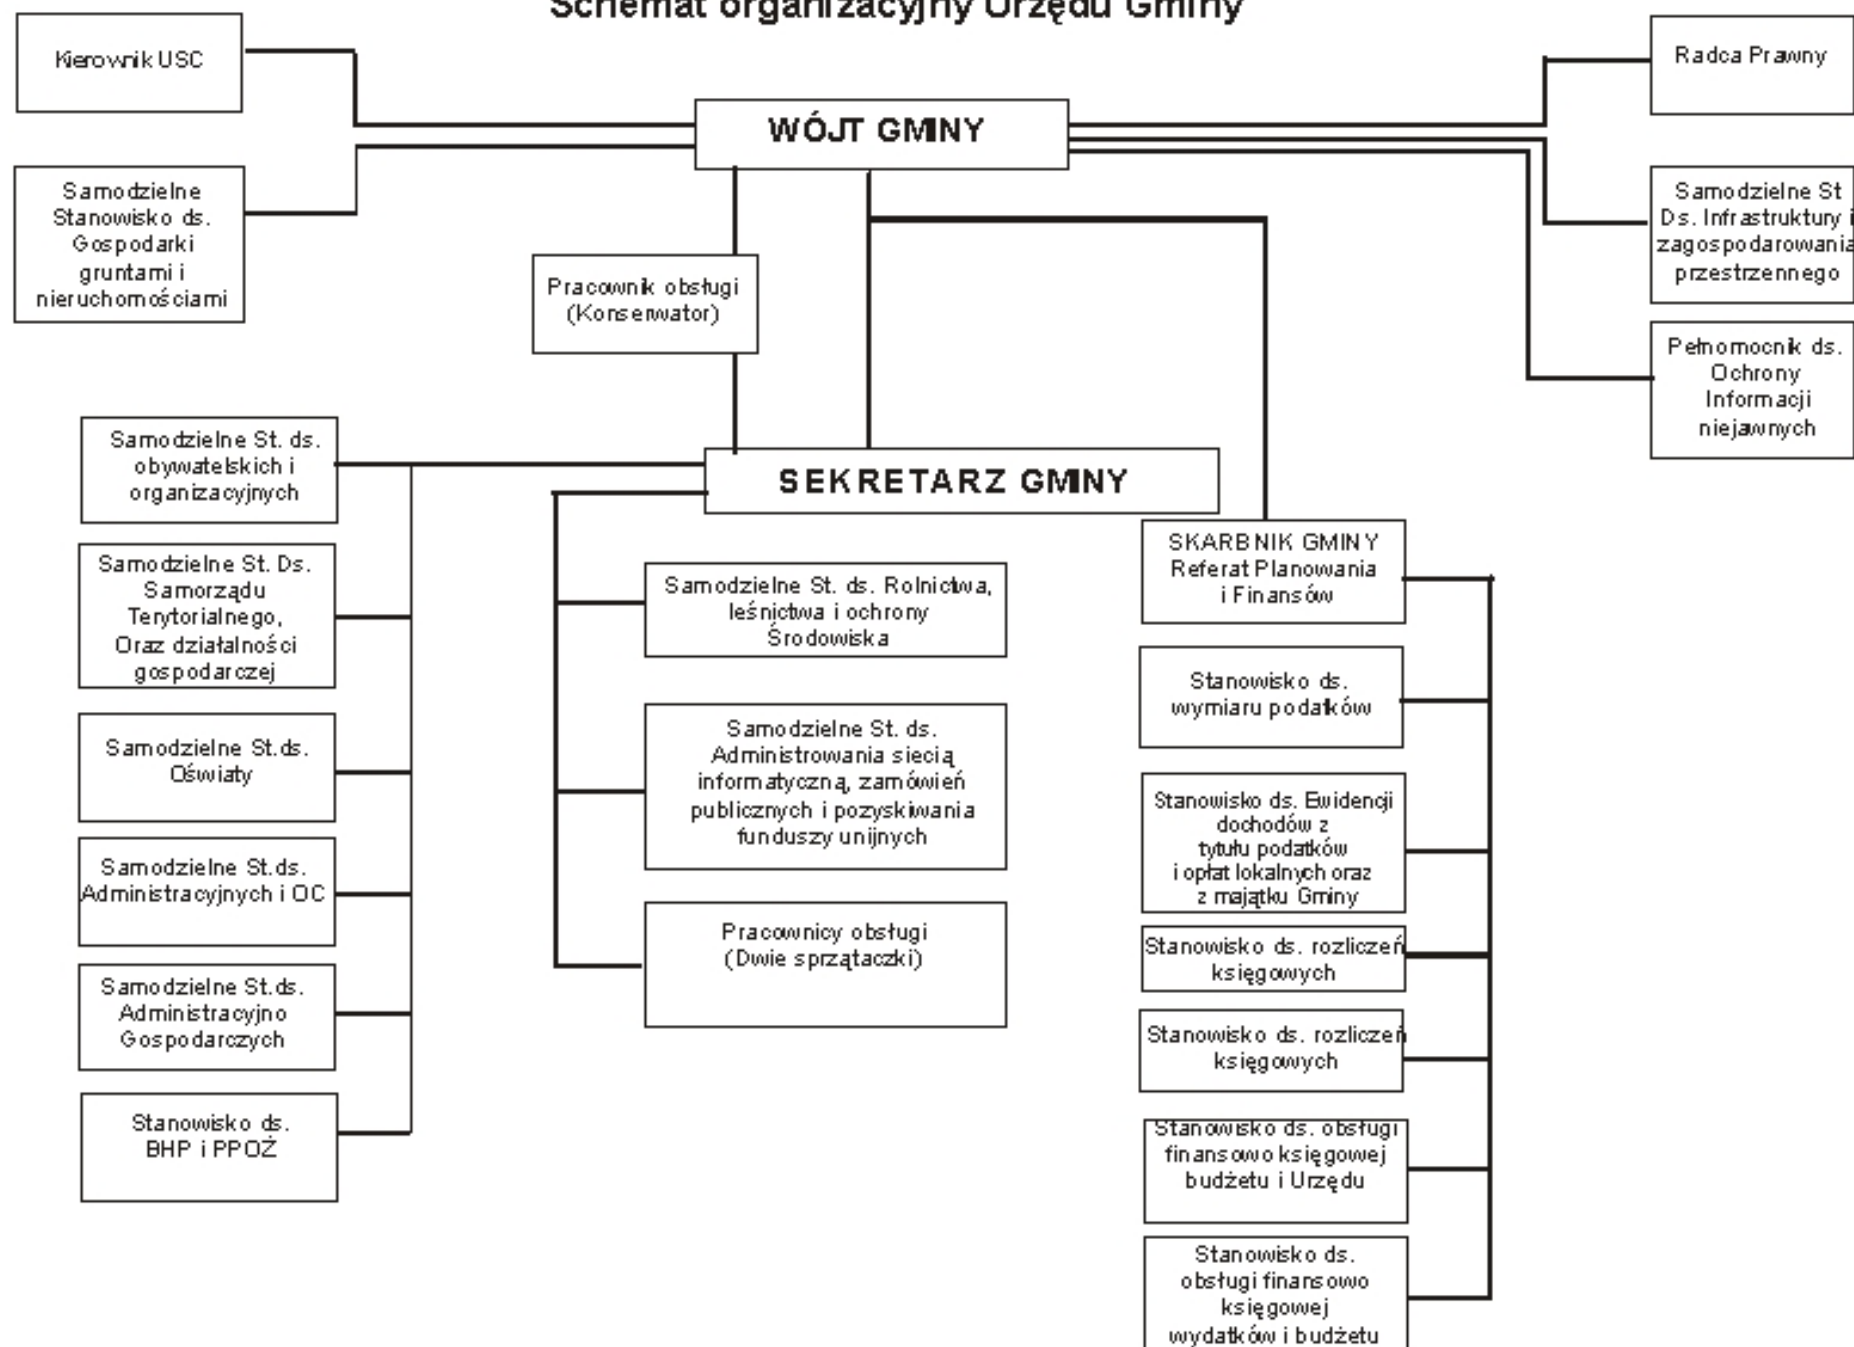 Schemat organizacyjny Urzędu Gminy
Kierownik USC
Radca Prawny
WÓJT GMINY
Samodzielne
Stanowisko ds.
Gospodarki
gruntami i
nieruchomościami
Samodzielne St
Ds. Infrastruktury i
zagospodarowania
przestrzennego
Pracownik obsługi
(Konserwator)
Pełnomocnik ds.
Ochrony
Informacji
niejawnych
Samodzielne St. ds.
obywatelskich i
organizacyjnych
SEKRETARZ GMINY
Samodzielne St. Ds.
Samorządu
Terytorialnego,
Oraz działalności
gospodarczej
Samodzielne St.ds.
Oświaty
Samodzielne St.ds.
Administracyjnych i OC
Samodzielne St.ds.
Administracyjno
Gospodarczych
Stanowisko ds.
BHP i PPOŻ
Samodzielne St. ds. Rolnictwa,
leśnictwa i ochrony
Środowiska
Samodzielne St. ds.
Administrowania siecią
informatyczną, zamówień
publicznych i pozyskiwania
funduszy unijnych
Pracownicy obsługi
(Dwie sprzątaczki)
SKARBNIK GMINY
Referat Planowania
i Finansów
Stanowisko ds.
wymiaru podatków
Stanowisko ds. Ewidencji
dochodów z
tytułu podatków
i opłat lokalnych oraz
z majątku Gminy
Stanowisko ds. rozliczeń
księgowych
Stanowisko ds. rozliczeń
księgowych
Stanowisko ds. obsługi
finansowo księgowej
budżetu i Urzędu
Stanowisko ds.
obsługi finansowo
księgowej
wydatków i budżetu